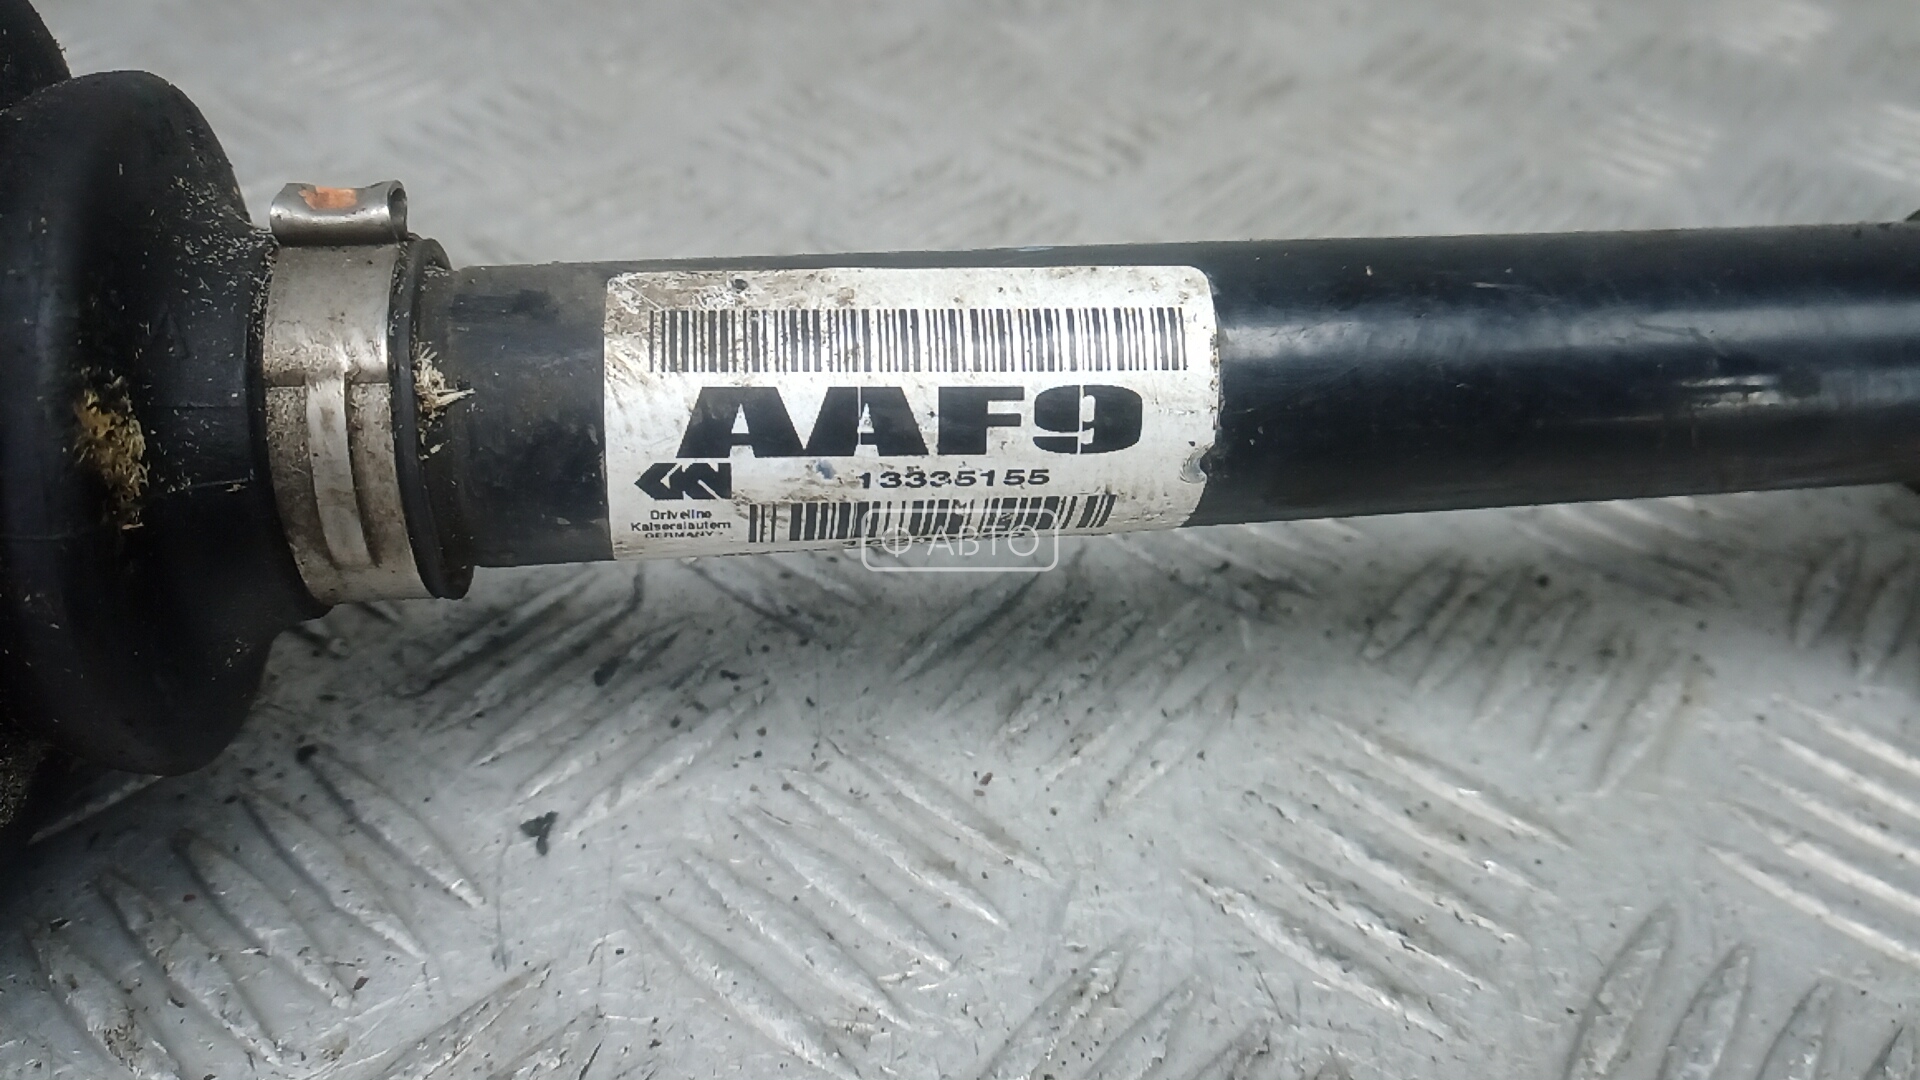 AAF9
GKN
13335155
Driveline
Kaiserslautern
GERMANY
Ф АВТО